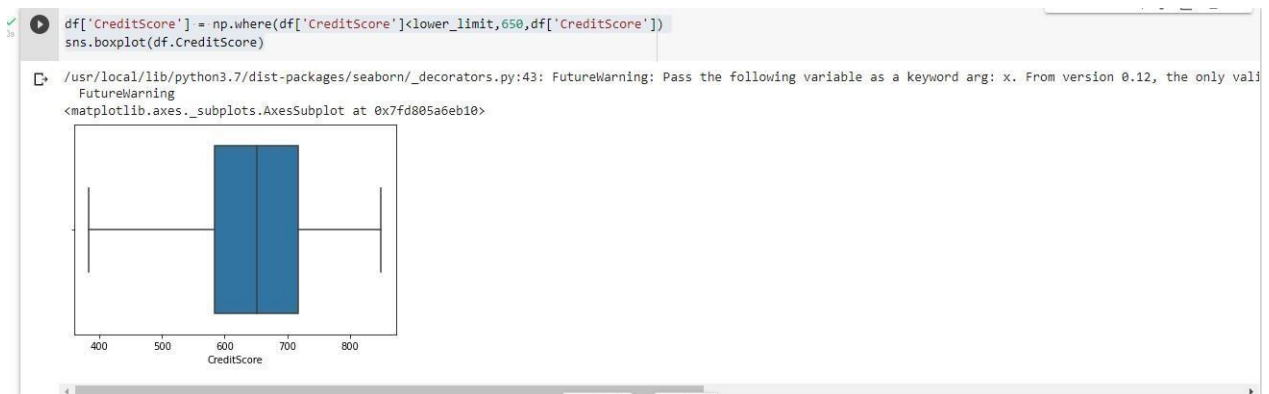 df['CreditScore'] = np.where(df['CreditScore']<lower_limit,650,df['CreditScore'])
sns.boxplot(df.CreditScore)
/usr/local/lib/python3.7/dist-packages/seaborn/_decorators.py:43: FutureWarning: Pass the following variable as a keyword arg: x. From version 0.12, the only vali
FutureWarning
<matplotlib.axes._subplots.AxesSubplot at 0x7fd805a6eb10>
400 500 600 700 800
CreditScore